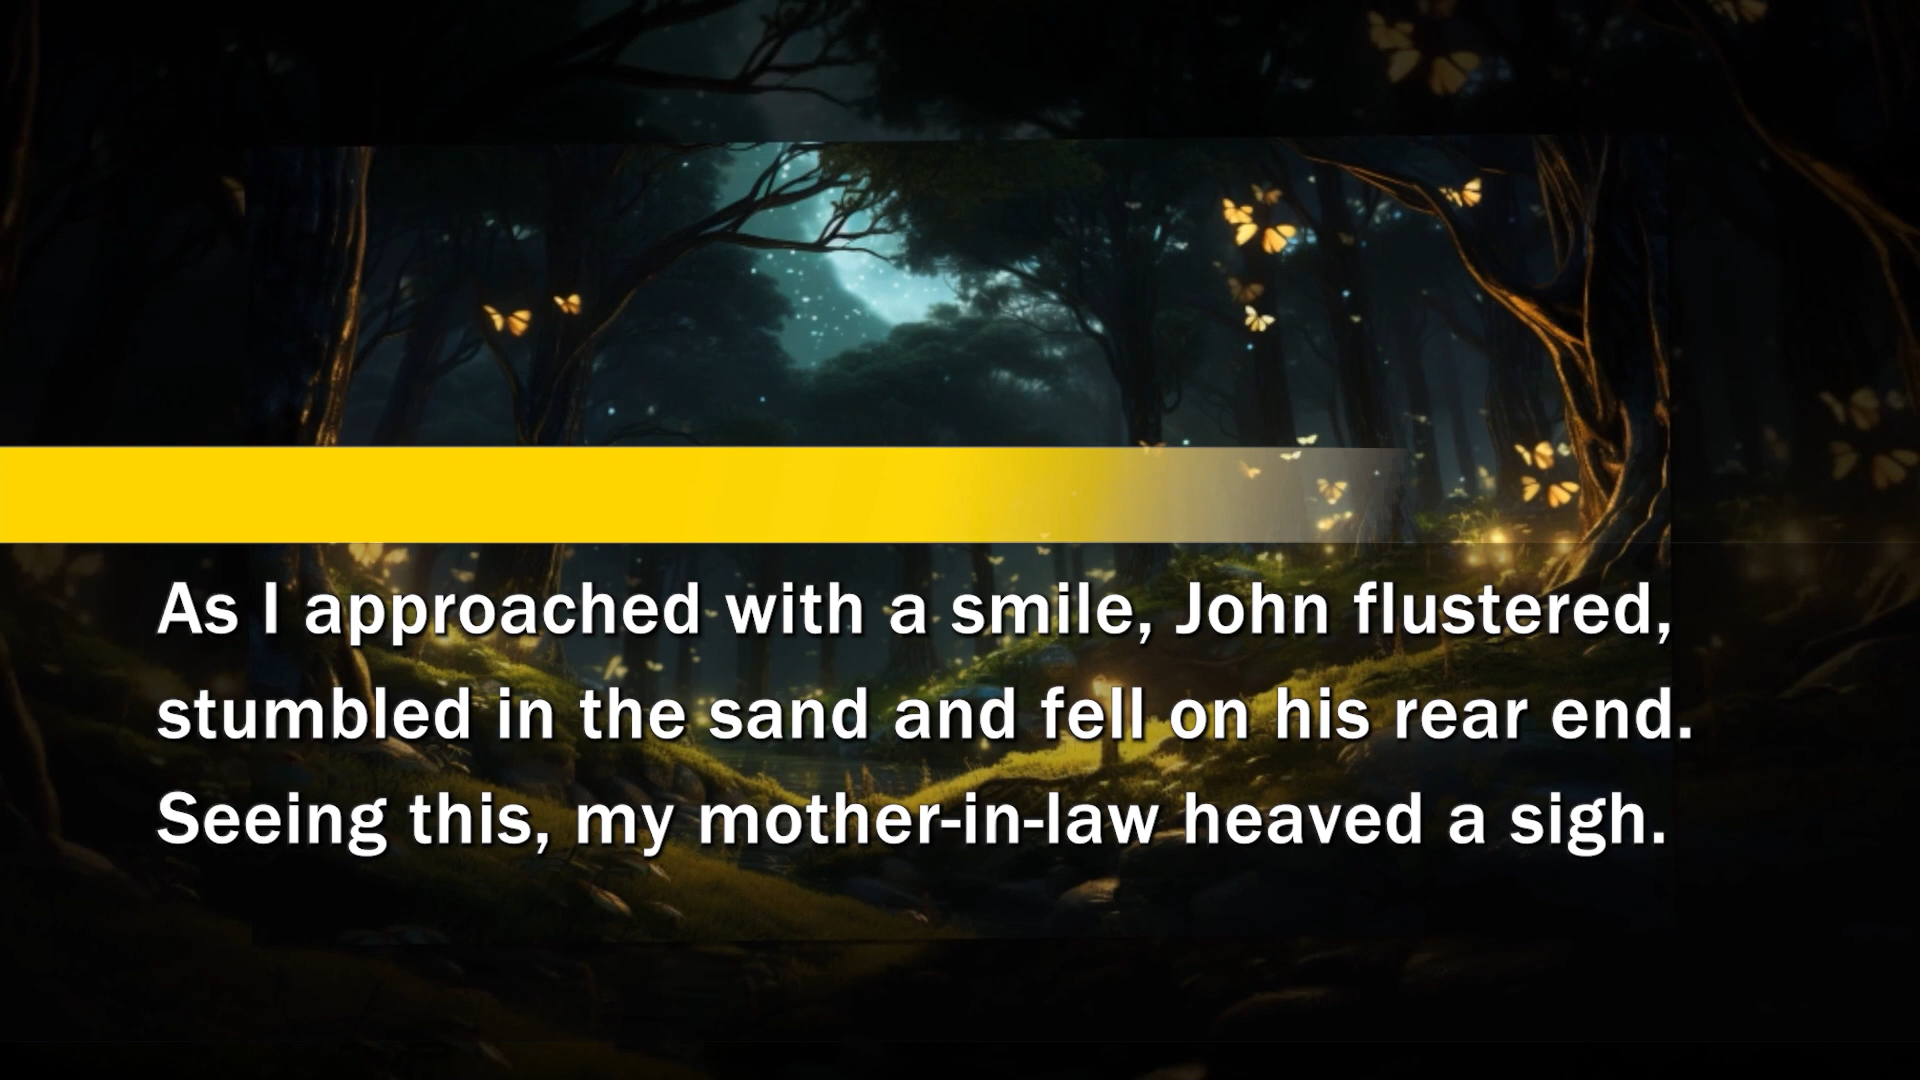 As I approached with a smile, John flustered,
stumbled in the sand and fell on his rear end.
Seeing this, my mother-in-law heaved a sigh.